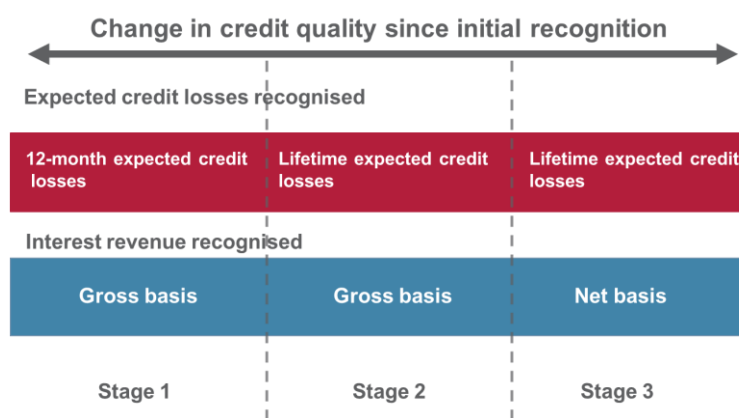 Change in credit quality since initial recognition
Expected credit losses recognised
12-month expected credit
losses
Lifetime expected credit
losses
Lifetime expected credit
losses
Interest revenue recognised
Gross basis
Gross basis
Net basis
Stage 1
Stage 2
Stage 3